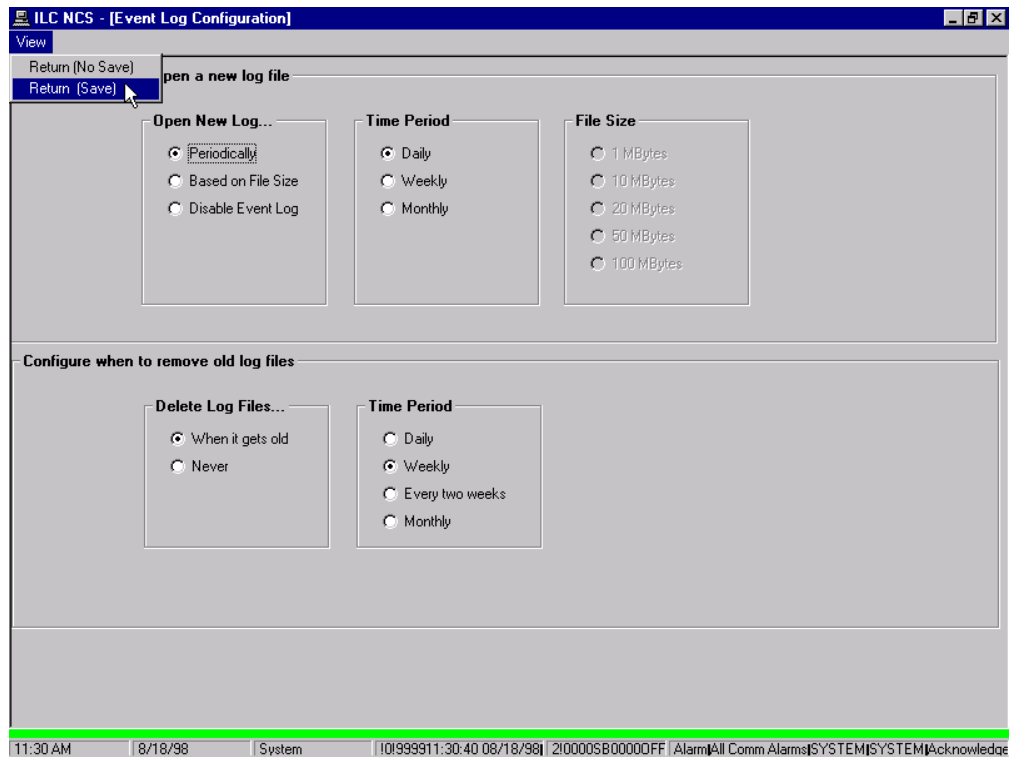 ILC NCS - [Event Log Configuration]
View
Return (No Save)
Return (Save)
pen a new log file
Open New Log...
Periodically
Based on File Size
Disable Event Log
Time Period
Daily
Weekly
Monthly
File Size
1 MBytes
10 MBytes
20 MBytes
50 MBytes
100 MBytes
Configure when to remove old log files
Delete Log Files...
When it gets old
Never
Time Period
Daily
Weekly
Every two weeks
Monthly
11:30 AM 8/18/98 System !0!999911:30:40 08/18/98| 2!0000SB0000OFF Alarm|All Comm Alarms|SYSTEM|SYSTEM|Acknowledge